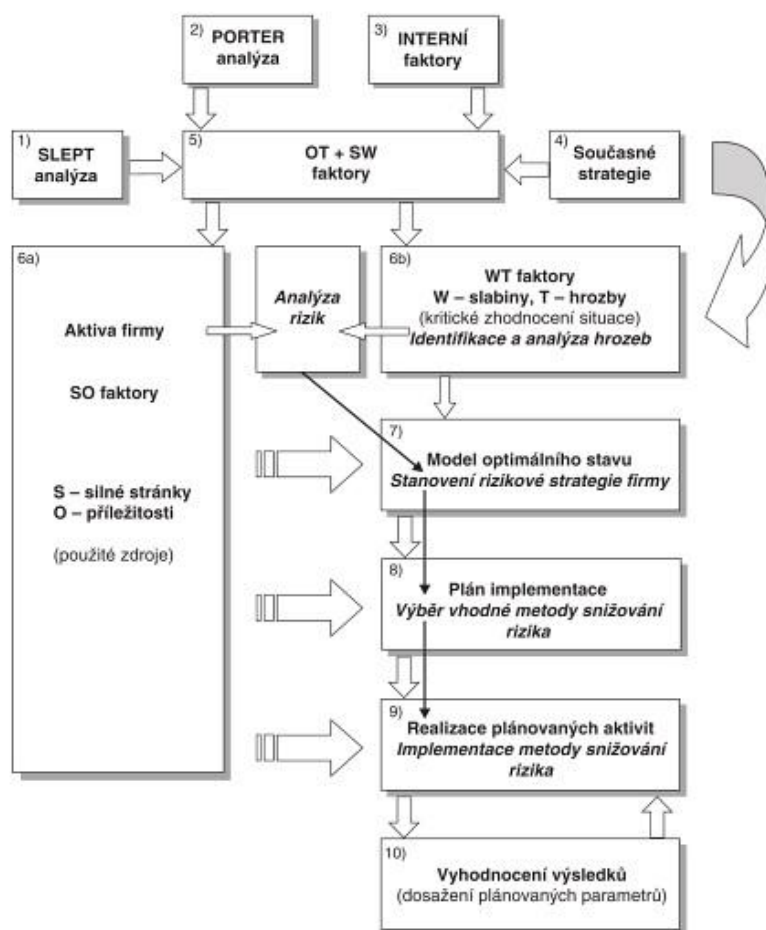 2)
PORTER
analýza
3)
INTERNÍ
faktory
1)
SLEPT
analýza
5)
OT + SW
faktory
4)
Současné
strategie
6a)
Aktiva firmy
SO faktory
S – silné stránky
O – příležitosti
(použité zdroje)
Analýza
rizik
6b)
WT faktory
W – slabiny, T – hrozby
(kritické zhodnocení situace)
Identifikace a analýza hrozeb
7)
Model optimálního stavu
Stanovení rizikové strategie firmy
8)
Plán implementace
Výběr vhodné metody snižování
rizika
9)
Realizace plánovaných aktivit
Implementace metody snižování
rizika
10)
Vyhodnocení výsledků
(dosažení plánovaných parametrů)